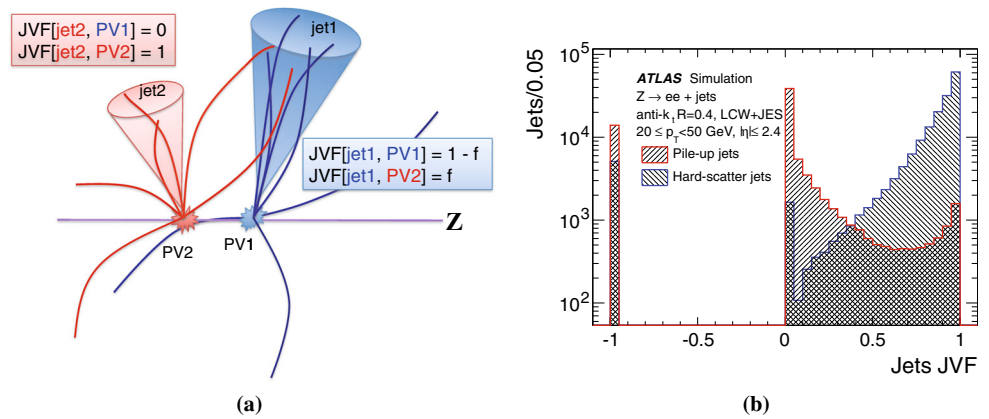 JVF[jet2, PV1] = 0
JVF[jet2, PV2] = 1
jet1
jet2
JVF[jet1, PV1] = 1 - f
JVF[jet1, PV2] = f
Z
PV2
PV1
(a)
Jets/0.05
10⁵
10⁴
10³
10²
ATLAS Simulation
Z → ee + jets
anti-kₜ R=0.4, LCW+JES
20 ≤ p_T<50 GeV, |η|≤ 2.4
Pile-up jets
Hard-scatter jets
-1
-0.5
0
0.5
1
Jets JVF
(b)